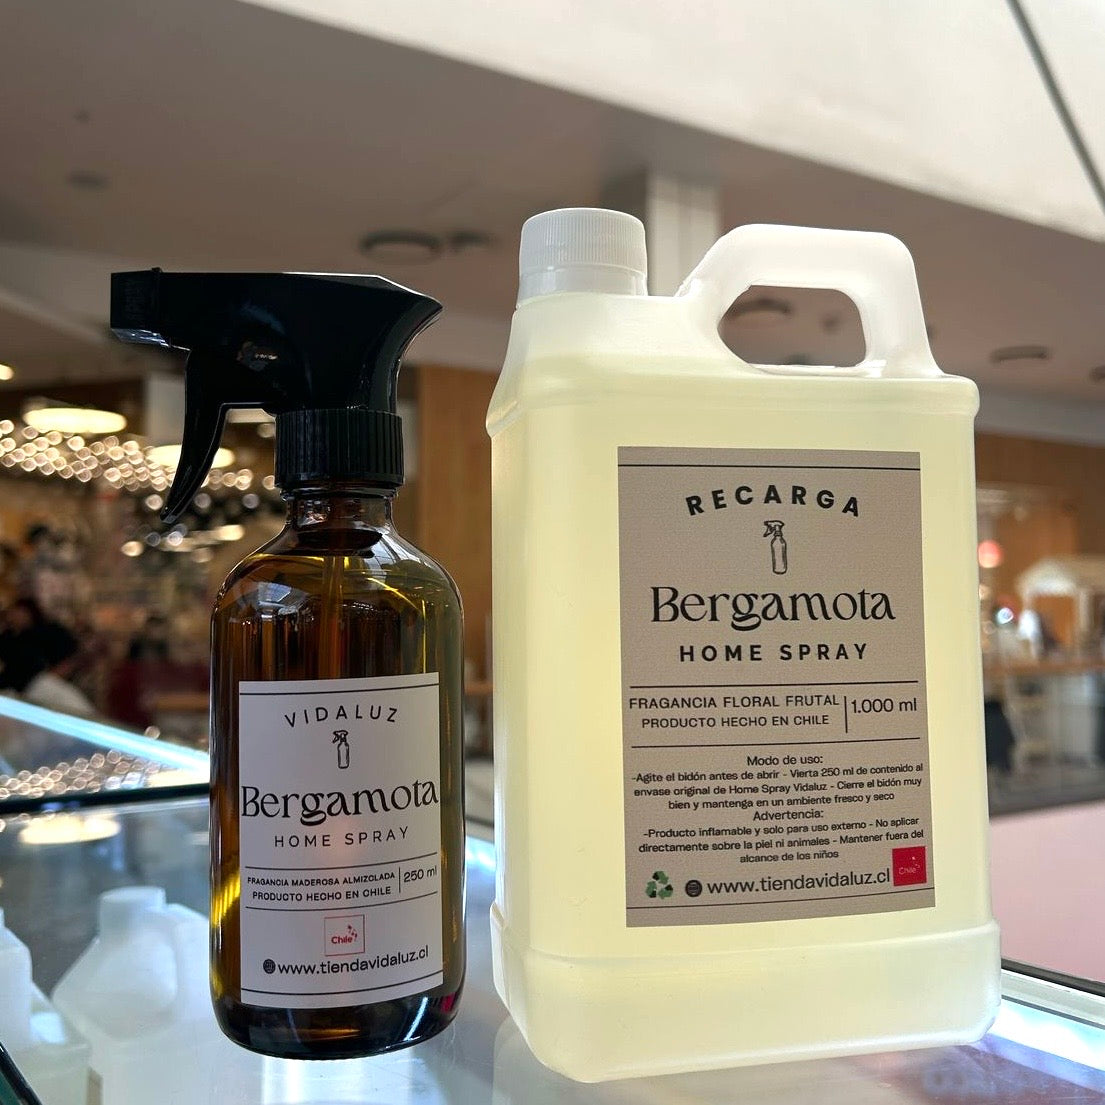 VIDALUZ
Bergamota
HOME SPRAY
FRAGANCIA MADEROSA ALMIZCLADA
PRODUCTO HECHO EN CHILE
250 ml
Chile
www.tiendavidaluz.cl
RECARGA
Bergamota
HOME SPRAY
FRAGANCIA FLORAL FRUTAL
PRODUCTO HECHO EN CHILE
1.000 ml
Modo de uso:
-Agite el bidón antes de abrir - Vierta 250 ml de contenido al
envase original de Home Spray Vidaluz - Cierre el bidón muy
bien y mantenga en un ambiente fresco y seco
Advertencia:
-Producto inflamable y solo para uso externo - No aplicar
directamente sobre la piel ni animales - Mantener fuera del
alcance de los niños
www.tiendavidaluz.cl
Chile